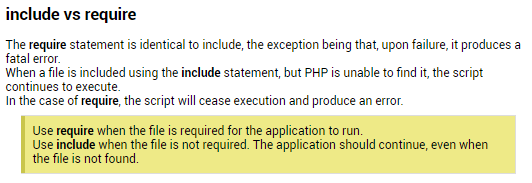 include vs require
The require statement is identical to include, the exception being that, upon failure, it produces a
fatal error.
When a file is included using the include statement, but PHP is unable to find it, the script
continues to execute.
In the case of require, the script will cease execution and produce an error.
Use require when the file is required for the application to run.
Use include when the file is not required. The application should continue, even when
the file is not found.